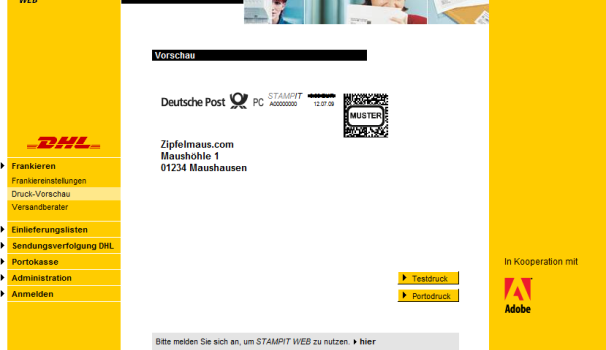 WEB
Vorschau
Deutsche Post PC STAMPIT
A00000000 12.07.09
MUSTER
Zipfelmaus.com
Maushöhle 1
01234 Maushausen
DHL
Frankieren
Frankiereinstellungen
Druck-Vorschau
Versandberater
Einlieferungslisten
Sendungsverfolgung DHL
Portokasse
Administration
Anmelden
In Kooperation mit
Adobe
Testdruck
Portodruck
Bitte melden Sie sich an, um STAMPIT WEB zu nutzen. hier